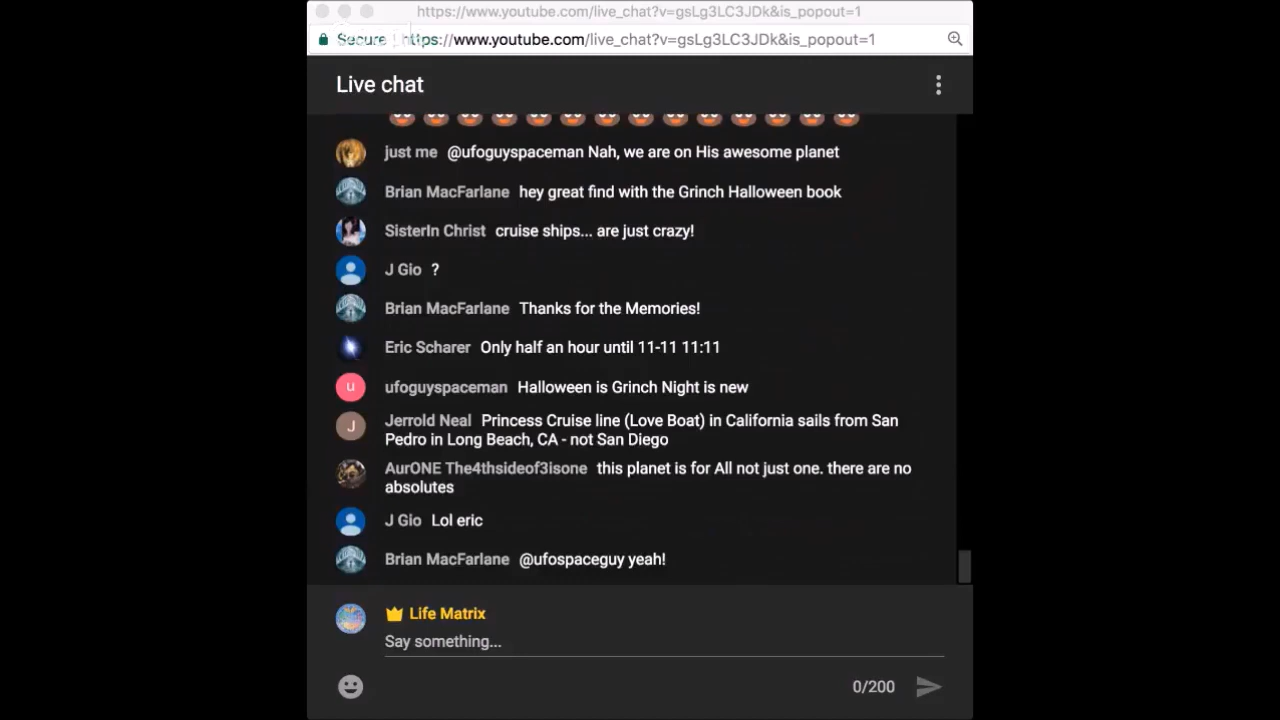 https://www.youtube.com/live_chat?v=gsLg3LC3JDk&is_popout=1
Secure https://www.youtube.com/live_chat?v=gsLg3LC3JDk&is_popout=1
Live chat
just me @ufoguyspaceman Nah, we are on His awesome planet
Brian MacFarlane hey great find with the Grinch Halloween book
SisterIn Christ cruise ships... are just crazy!
J Gio ?
Brian MacFarlane Thanks for the Memories!
Eric Scharer Only half an hour until 11-11 11:11
u ufoguyspaceman Halloween is Grinch Night is new
J Jerrold Neal Princess Cruise line (Love Boat) in California sails from San
Pedro in Long Beach, CA - not San Diego
AurONE The4thsideof3isone this planet is for All not just one. there are no
absolutes
J Gio Lol eric
Brian MacFarlane @ufospaceguy yeah!
Life Matrix
Say something...
0/200